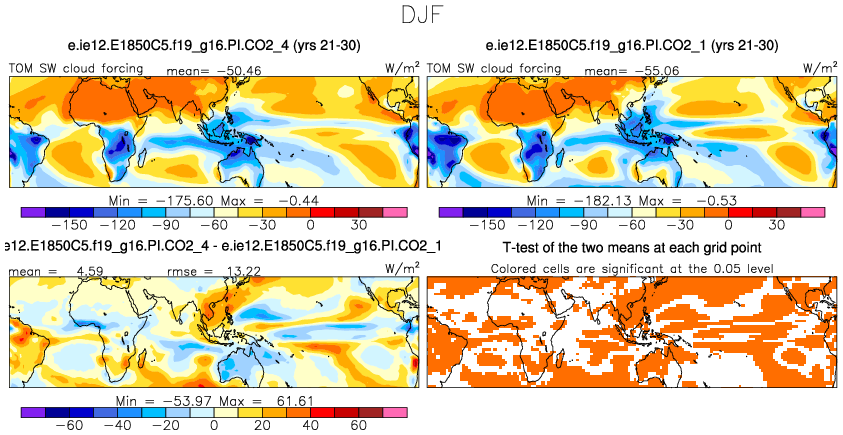 DJF
e.ie12.E1850C5.f19_g16.PI.CO2_4 (yrs 21-30)
TOM SW cloud forcing mean= −50.46 W/m²
Min = −175.60 Max = −0.44
−150 −120 −90 −60 −30 0 30
e.ie12.E1850C5.f19_g16.PI.CO2_1 (yrs 21-30)
TOM SW cloud forcing mean= −55.06 W/m²
Min = −182.13 Max = −0.53
−150 −120 −90 −60 −30 0 30
e.ie12.E1850C5.f19_g16.PI.CO2_4 - e.ie12.E1850C5.f19_g16.PI.CO2_1
mean = 4.59 rmse = 13.22 W/m²
Min = −53.97 Max = 61.61
−60 −40 −20 0 20 40 60
T-test of the two means at each grid point
Colored cells are significant at the 0.05 level